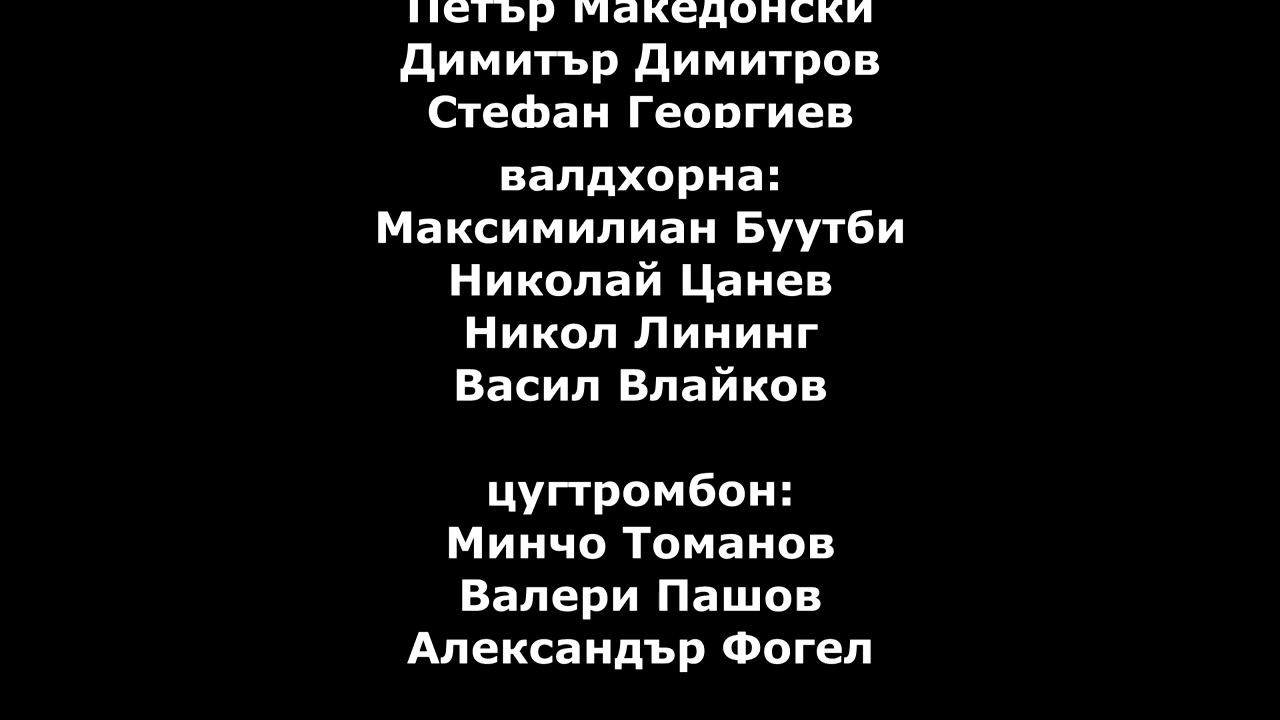 Петър Македонски
Димитър Димитров
Стефан Георгиев
валдхорна:
Максимилиан Буутби
Николай Цанев
Никол Лининг
Васил Влайков
цугтромбон:
Минчо Томанов
Валери Пашов
Александър Фогел